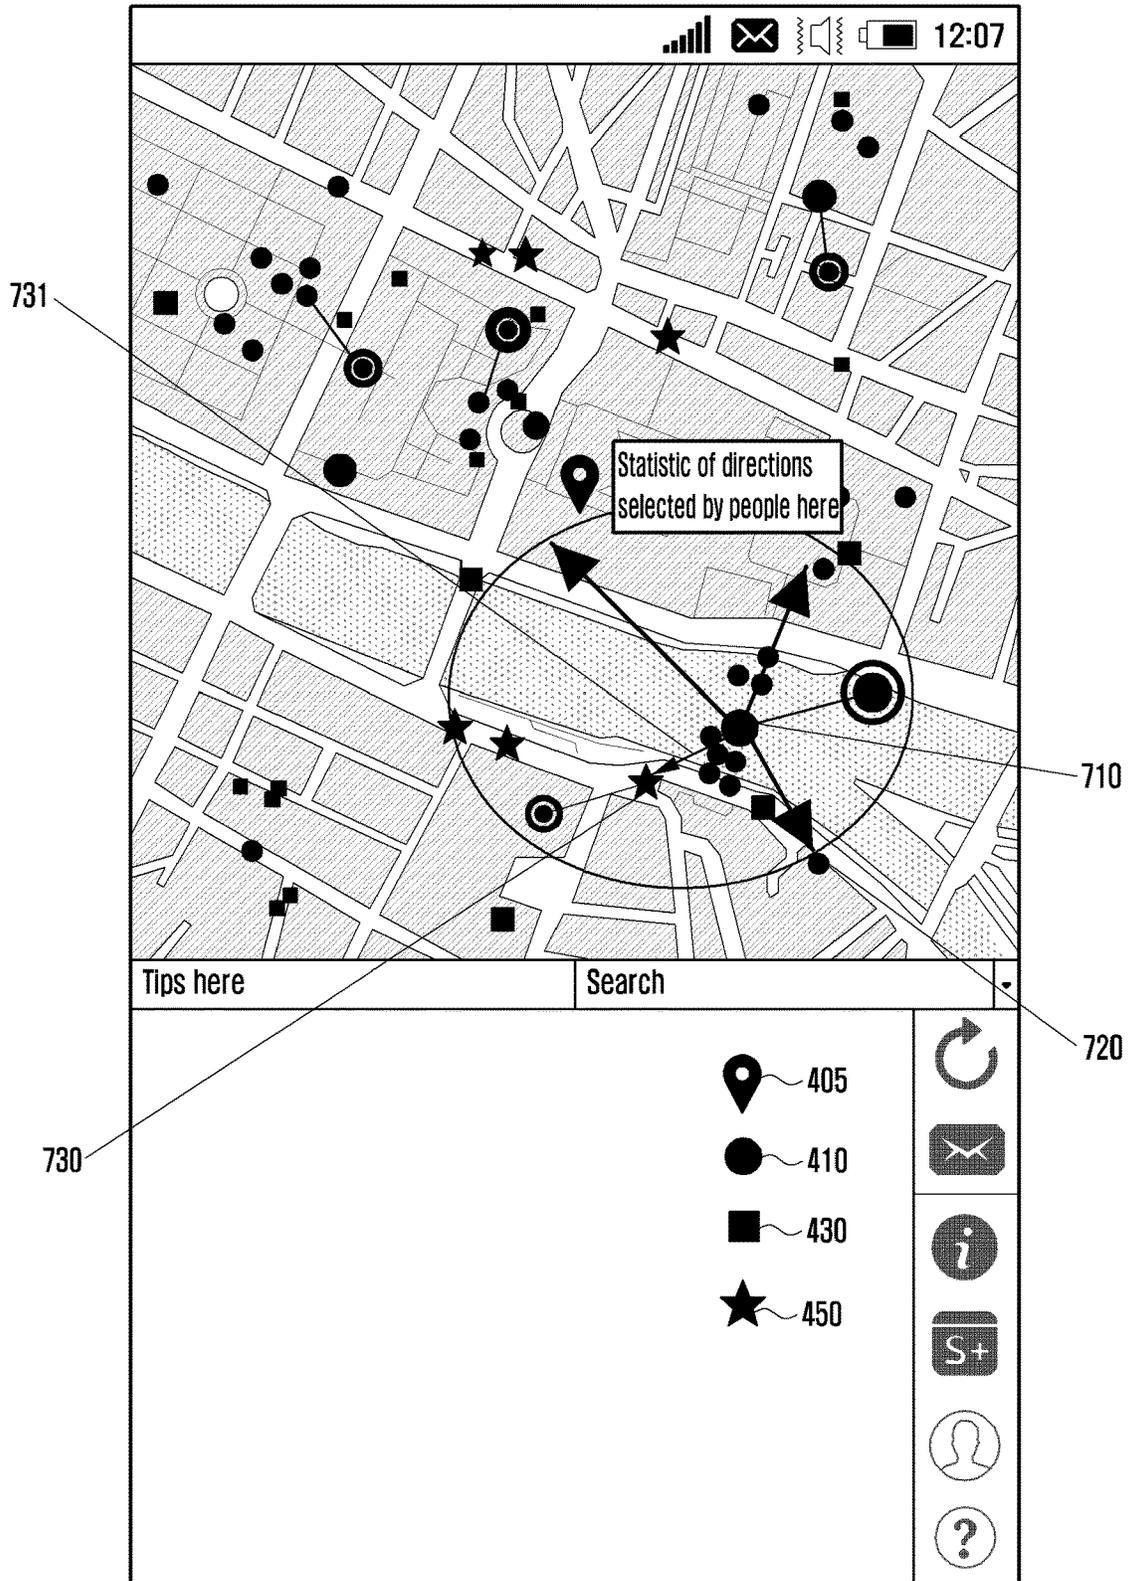 12:07
731
Statistic of directions
selected by people here
710
Tips here
Search
720
405
730
410
430
i
450
S+
?